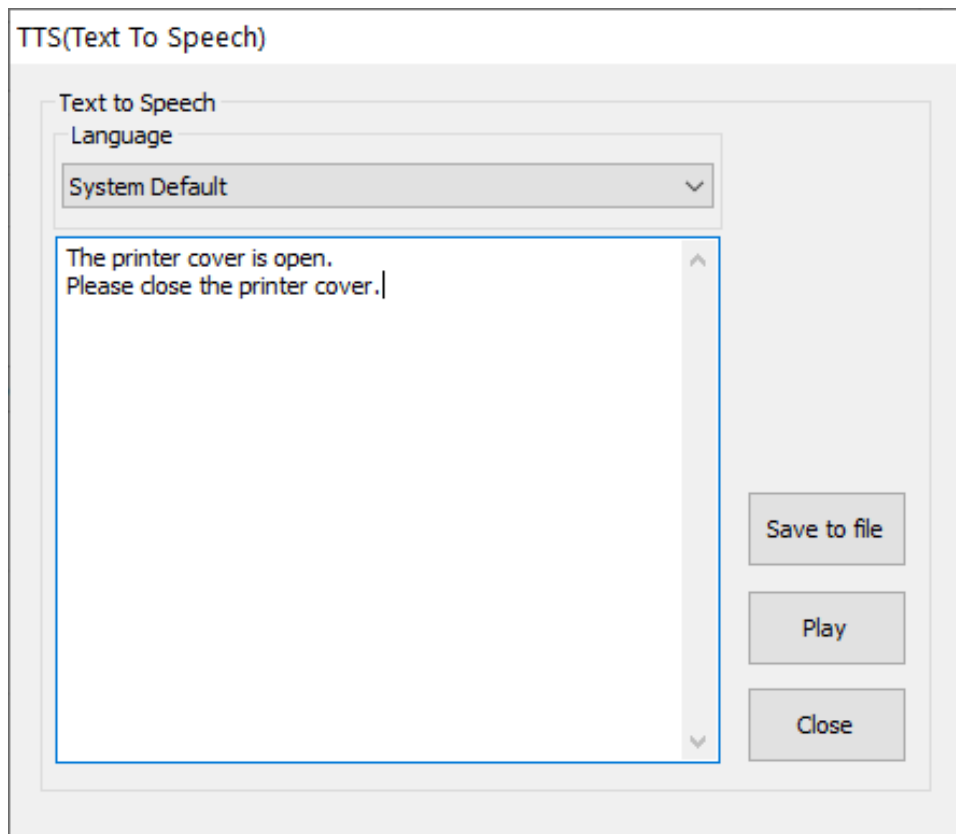 TTS(Text To Speech)
Text to Speech
Language
System Default
The printer cover is open.
Please close the printer cover.
Save to file
Play
Close